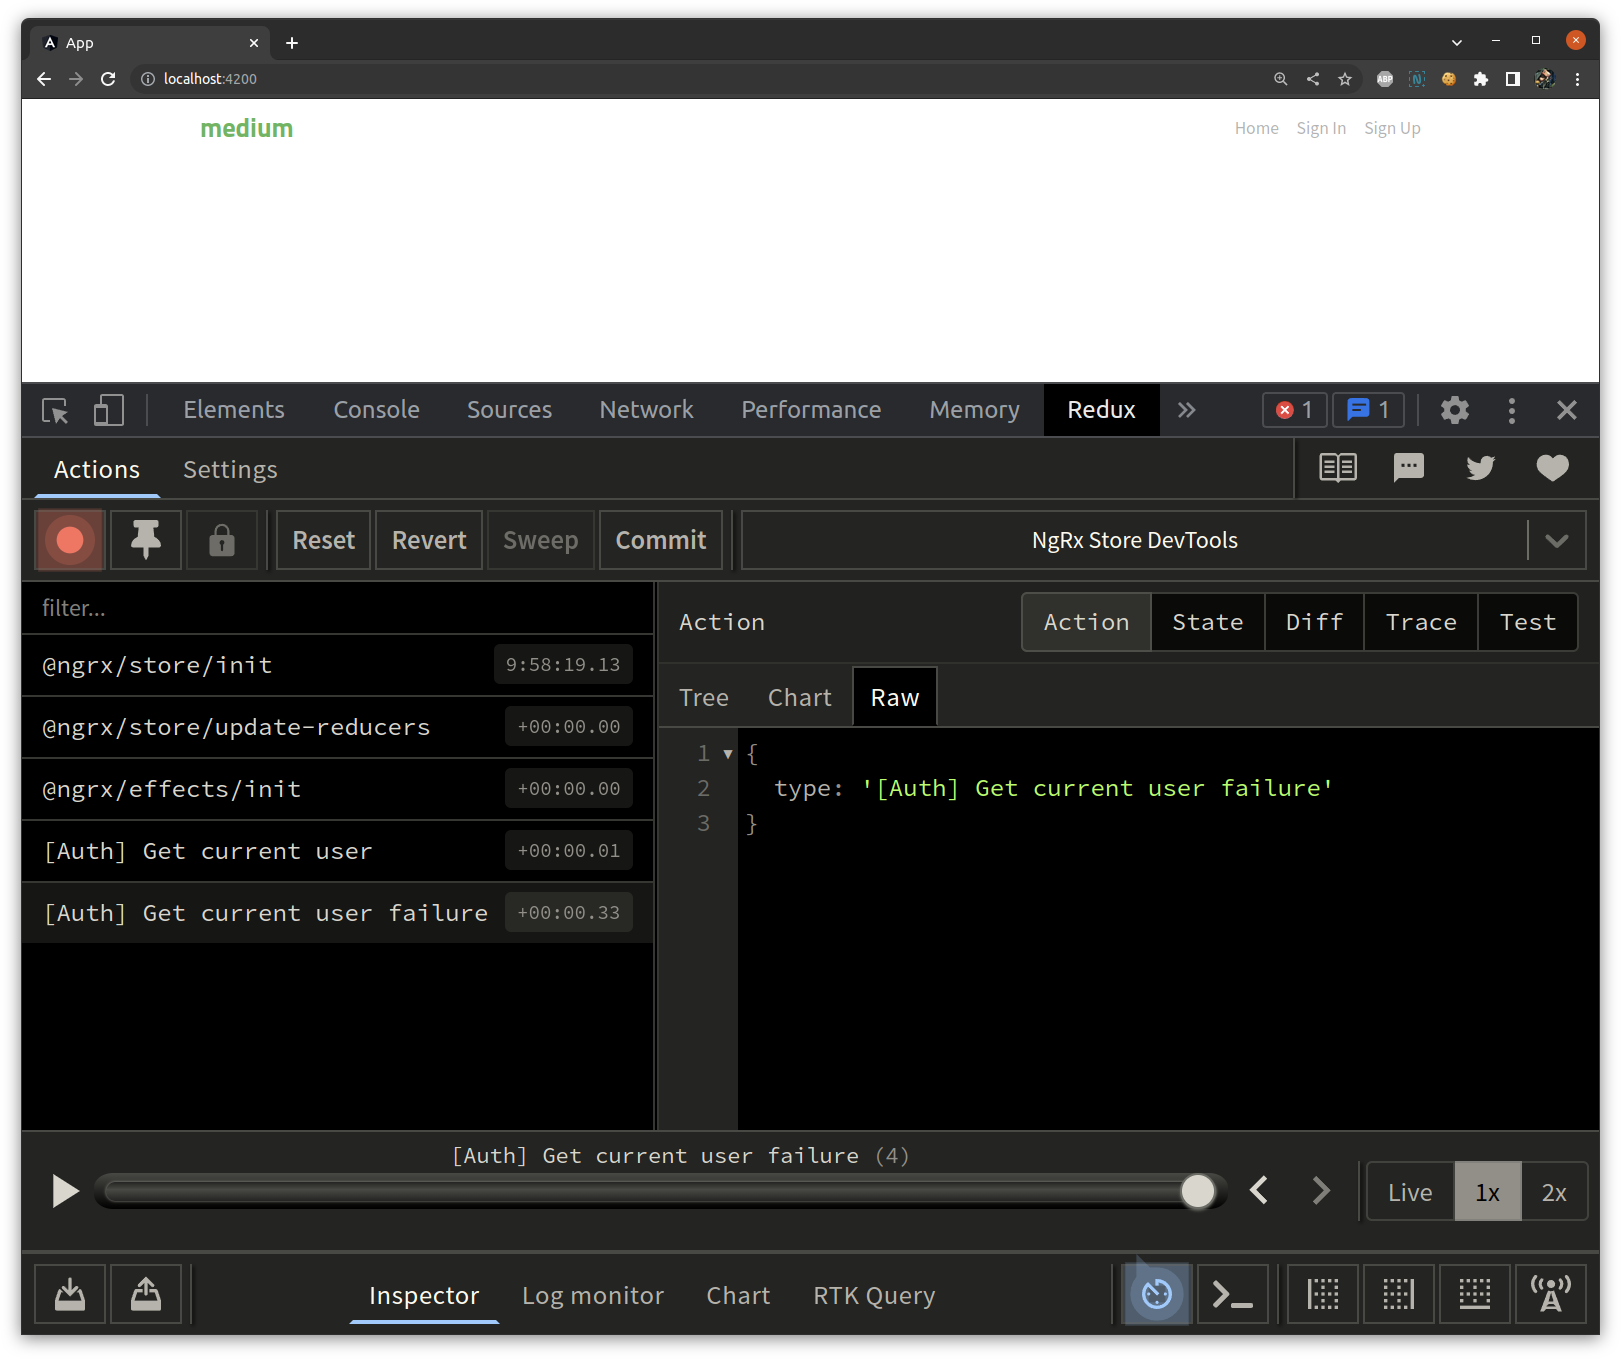 App
localhost:4200
ABP
N
medium
Home Sign In Sign Up
Elements Console Sources Network Performance Memory Redux 1 1
Actions Settings
Reset Revert Sweep Commit NgRx Store DevTools
filter...
@ngrx/store/init 9:58:19.13
@ngrx/store/update-reducers +00:00.00
@ngrx/effects/init +00:00.00
[Auth] Get current user +00:00.01
[Auth] Get current user failure +00:00.33
Action Action State Diff Trace Test
Tree Chart Raw
1 {
2 type: '[Auth] Get current user failure'
3 }
[Auth] Get current user failure (4)
Live 1x 2x
Inspector Log monitor Chart RTK Query